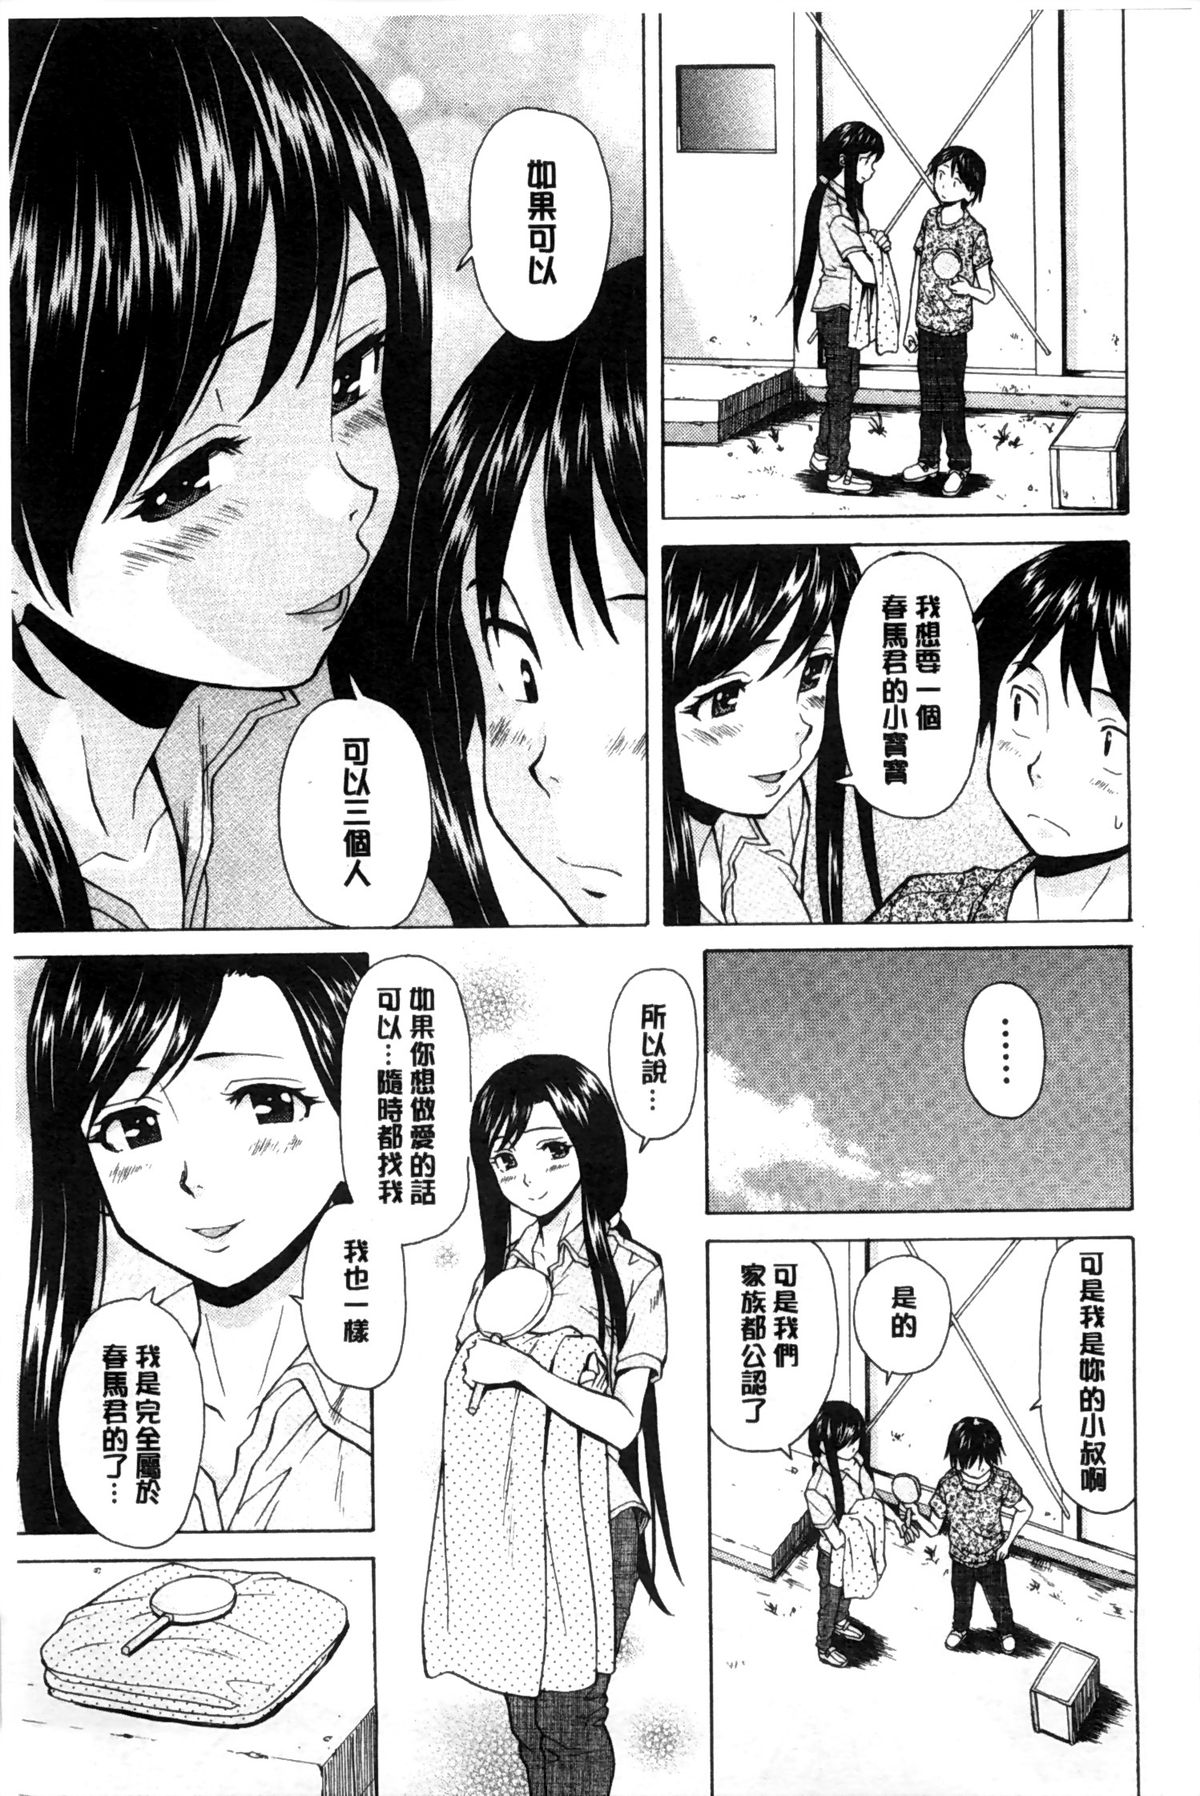 我想要一個
春馬君的小寶寶
如果可以
可以三個人
……
可是我是妳的小叔啊
是的
可是我們
家族都公認了
所以說…
如果你想做愛的話
可以…隨時都找我
我也一樣
我是完全屬於
春馬君的了…